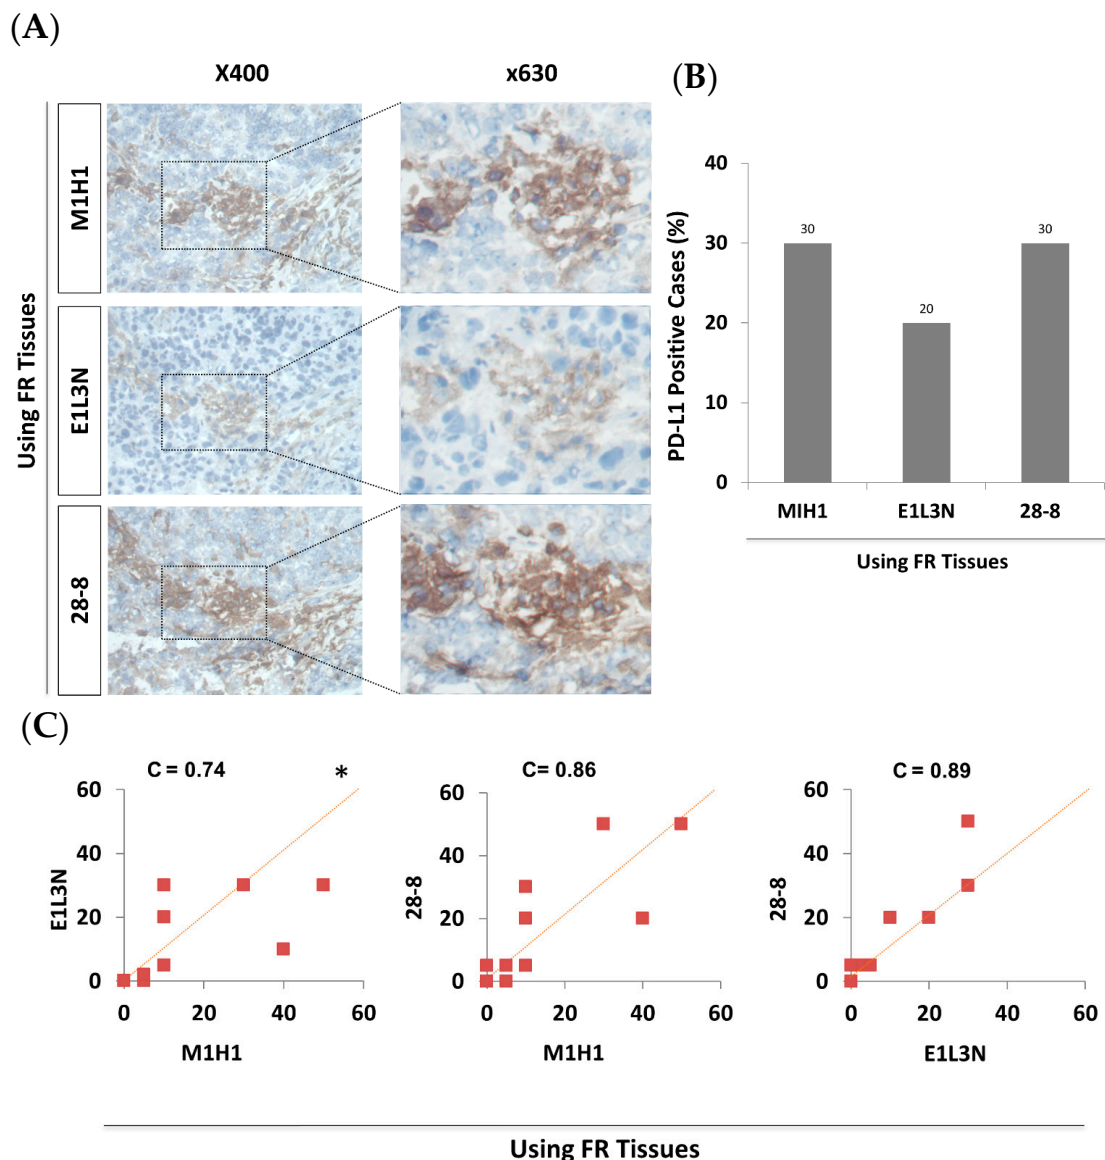 (A)
X400
x630
Using FR Tissues
M1H1
E1L3N
28-8
(B)
PD-L1 Positive Cases (%)
40
30
20
10
0
30
20
30
MIH1
E1L3N
28-8
Using FR Tissues
(C)
C = 0.74
*
E1L3N
60
40
20
0
0
20
40
60
M1H1
C= 0.86
28-8
60
40
20
0
0
20
40
60
M1H1
C = 0.89
28-8
60
40
20
0
0
20
40
60
E1L3N
Using FR Tissues